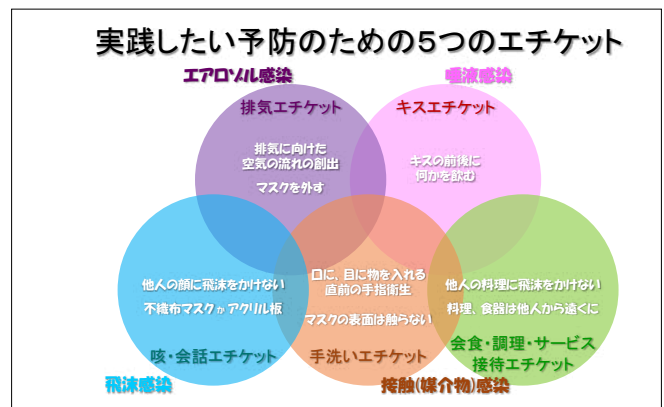 実践したい予防のための５つのエチケット
エアロゾル感染
唾液感染
排気エチケット
キスエチケット
排気に向けた
空気の流れの創出
マスクを外す
キスの前後に
何かを飲む
他人の顔に飛沫をかけない
不織布マスクかアクリル板
口に、目に物を入れる
直前の手指衛生
マスクの表面は触らない
他人の料理に飛沫をかけない
料理、食器は他人から遠くに
咳・会話エチケット
手洗いエチケット
会食・調理・サービス
接待エチケット
飛沫感染
接触(媒介物)感染